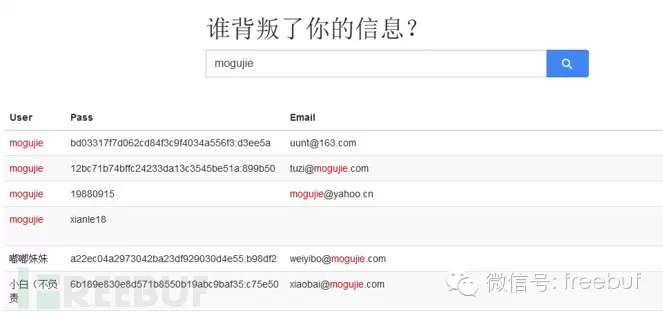 谁背叛了你的信息？
mogujie
User Pass Email
mogujie bd03317f7d062cd84f3c9f4034a556f3:d3ee5a uunt@163.com
mogujie 12bc71b74bffc24233da13c3545be51a:899b50 tuzi@mogujie.com
mogujie 19880915 mogujie@yahoo.cn
mogujie xianle18
嘟嘟妹妹 a22ec04a2973042ba23df929030d4e55:b98df2 weiyibo@mogujie.com
小白（不负 6b189e830e8d571b8550b19abc9baf35:c75e50 xiaobai@mogujie.com
责
FREEBUF
微信号: freebuf